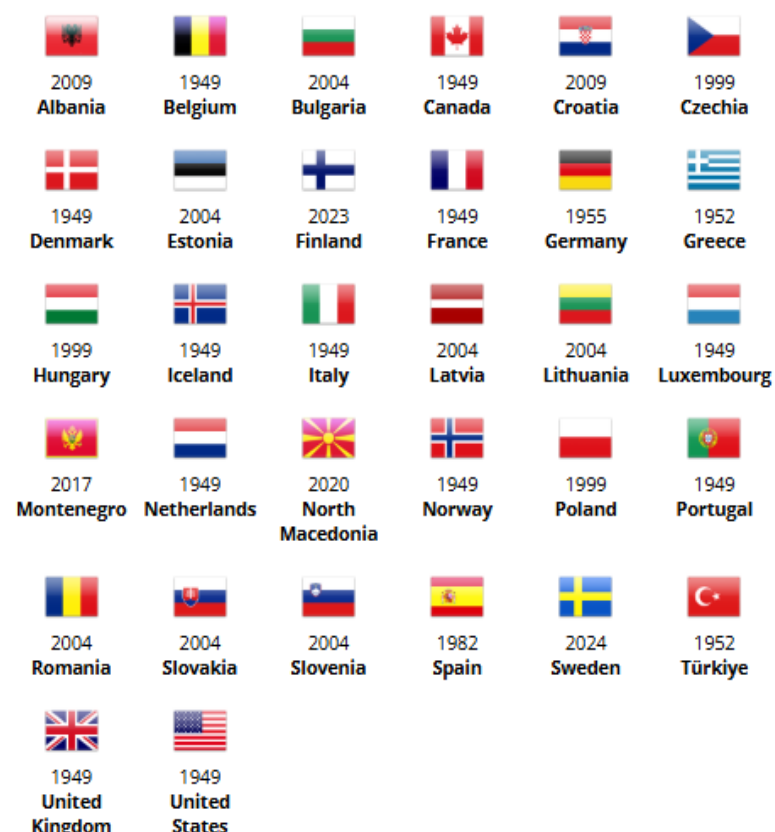 2009 1949 2004 1949 2009 1999
Albania Belgium Bulgaria Canada Croatia Czechia
1949 2004 2023 1949 1955 1952
Denmark Estonia Finland France Germany Greece
1999 1949 1949 2004 2004 1949
Hungary Iceland Italy Latvia Lithuania Luxembourg
2017 1949 2020 1949 1999 1949
Montenegro Netherlands North Norway Poland Portugal
Macedonia
2004 2004 2004 1982 2024 1952
Romania Slovakia Slovenia Spain Sweden Türkiye
1949 1949
United United
Kingdom States